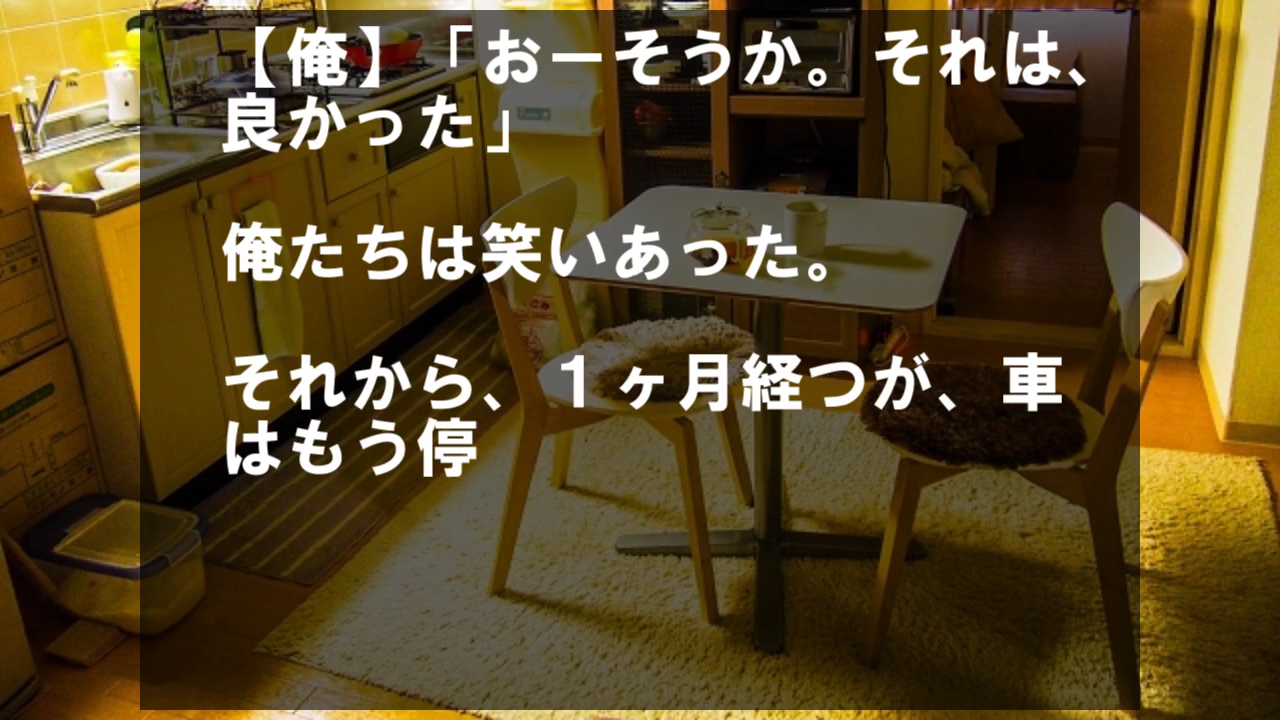 【俺】「おーそうか。それは、
良かった」
俺たちは笑いあった。
それから、１ヶ月経つが、車
はもう停